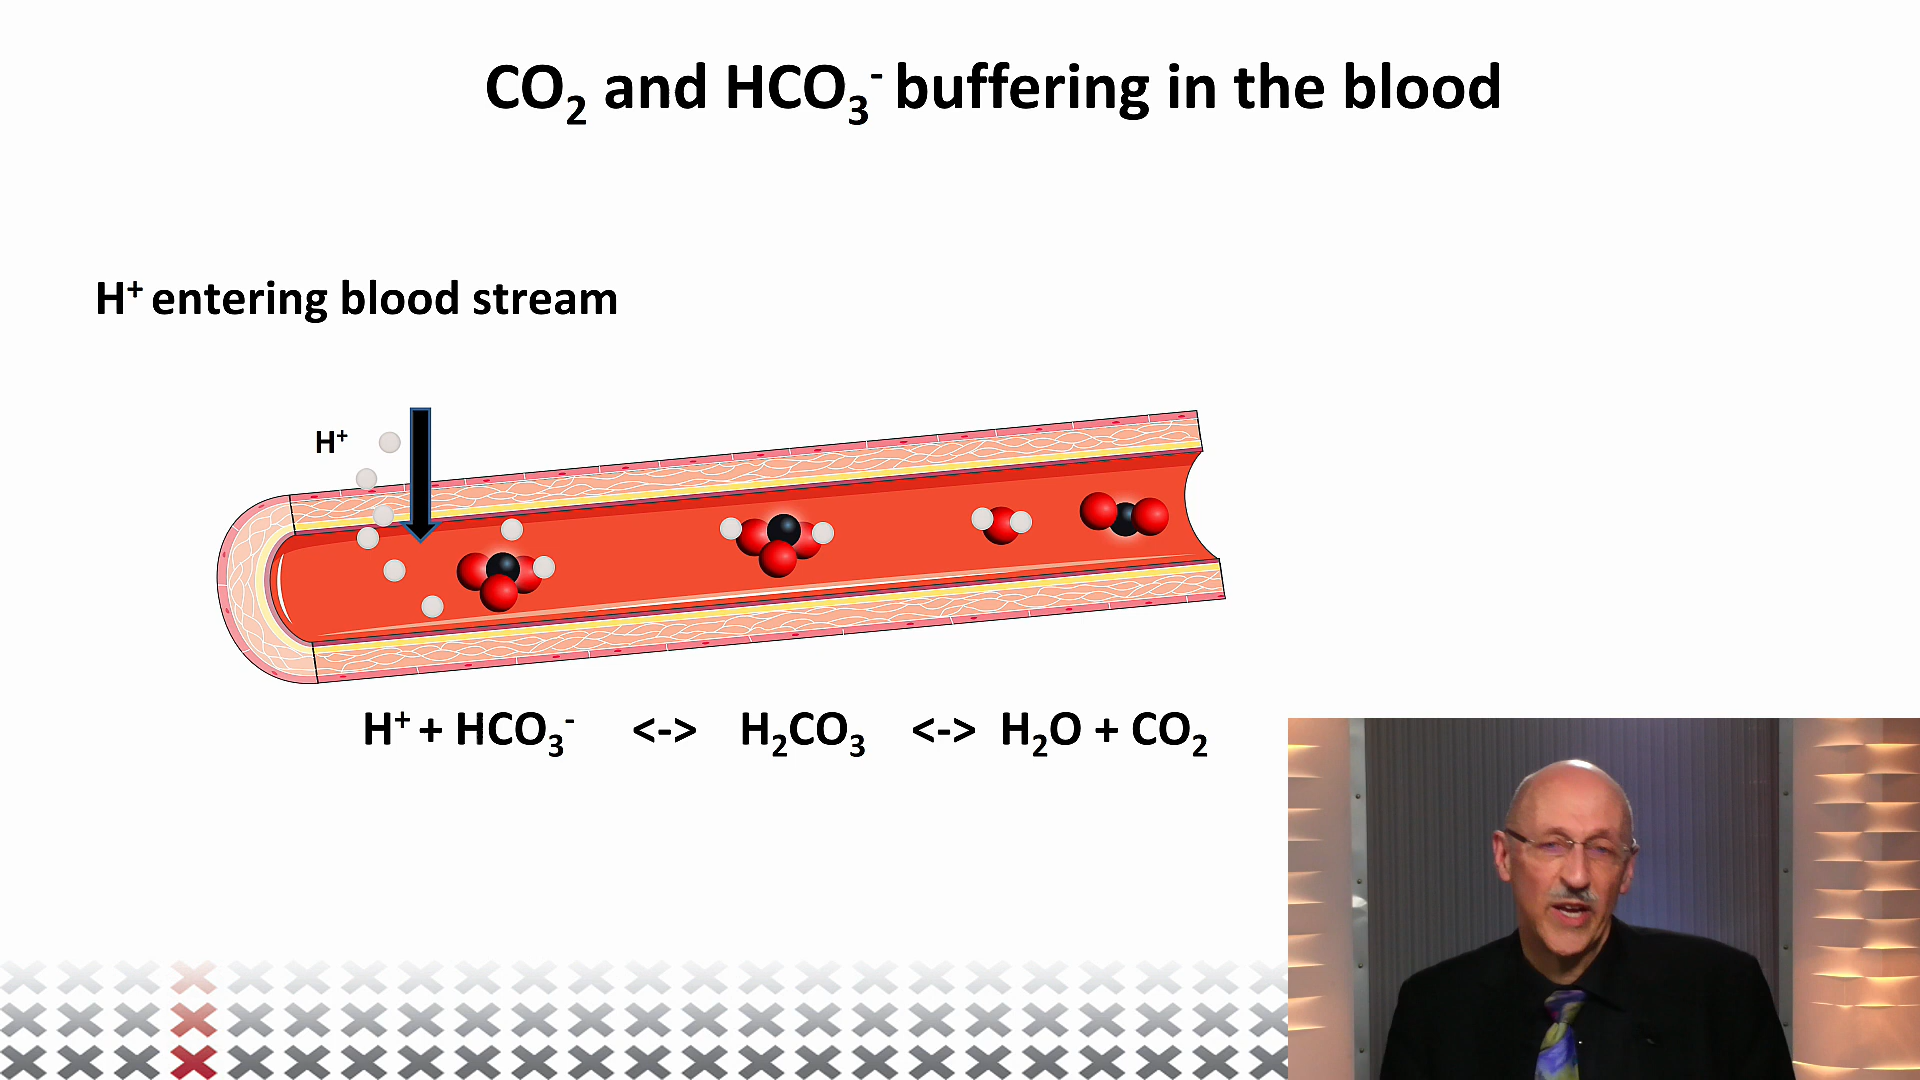 CO₂ and HCO₃⁻ buffering in the blood
H⁺ entering blood stream
H⁺
H⁺ + HCO₃⁻ <-> H₂CO₃ <-> H₂O + CO₂